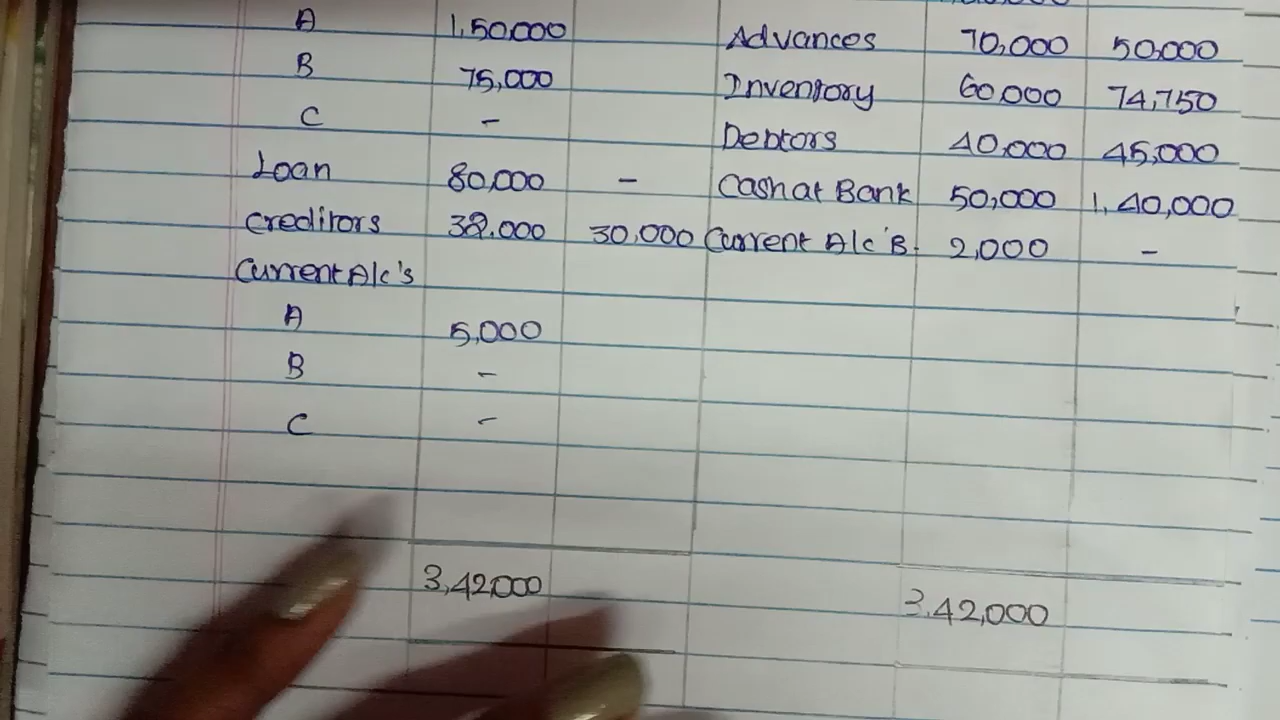 A 1,50,000 Advances 70,000 50,000
B 75,000 Inventory 60,000 74,750
C - Debtors 40,000 45,000
Loan 80,000 - Cash at Bank 50,000 1,40,000
Creditors 32,000 30,000 Current A/c B 2,000 -
Current A/c's
A 5,000
B -
C -
3,42,000 3,42,000